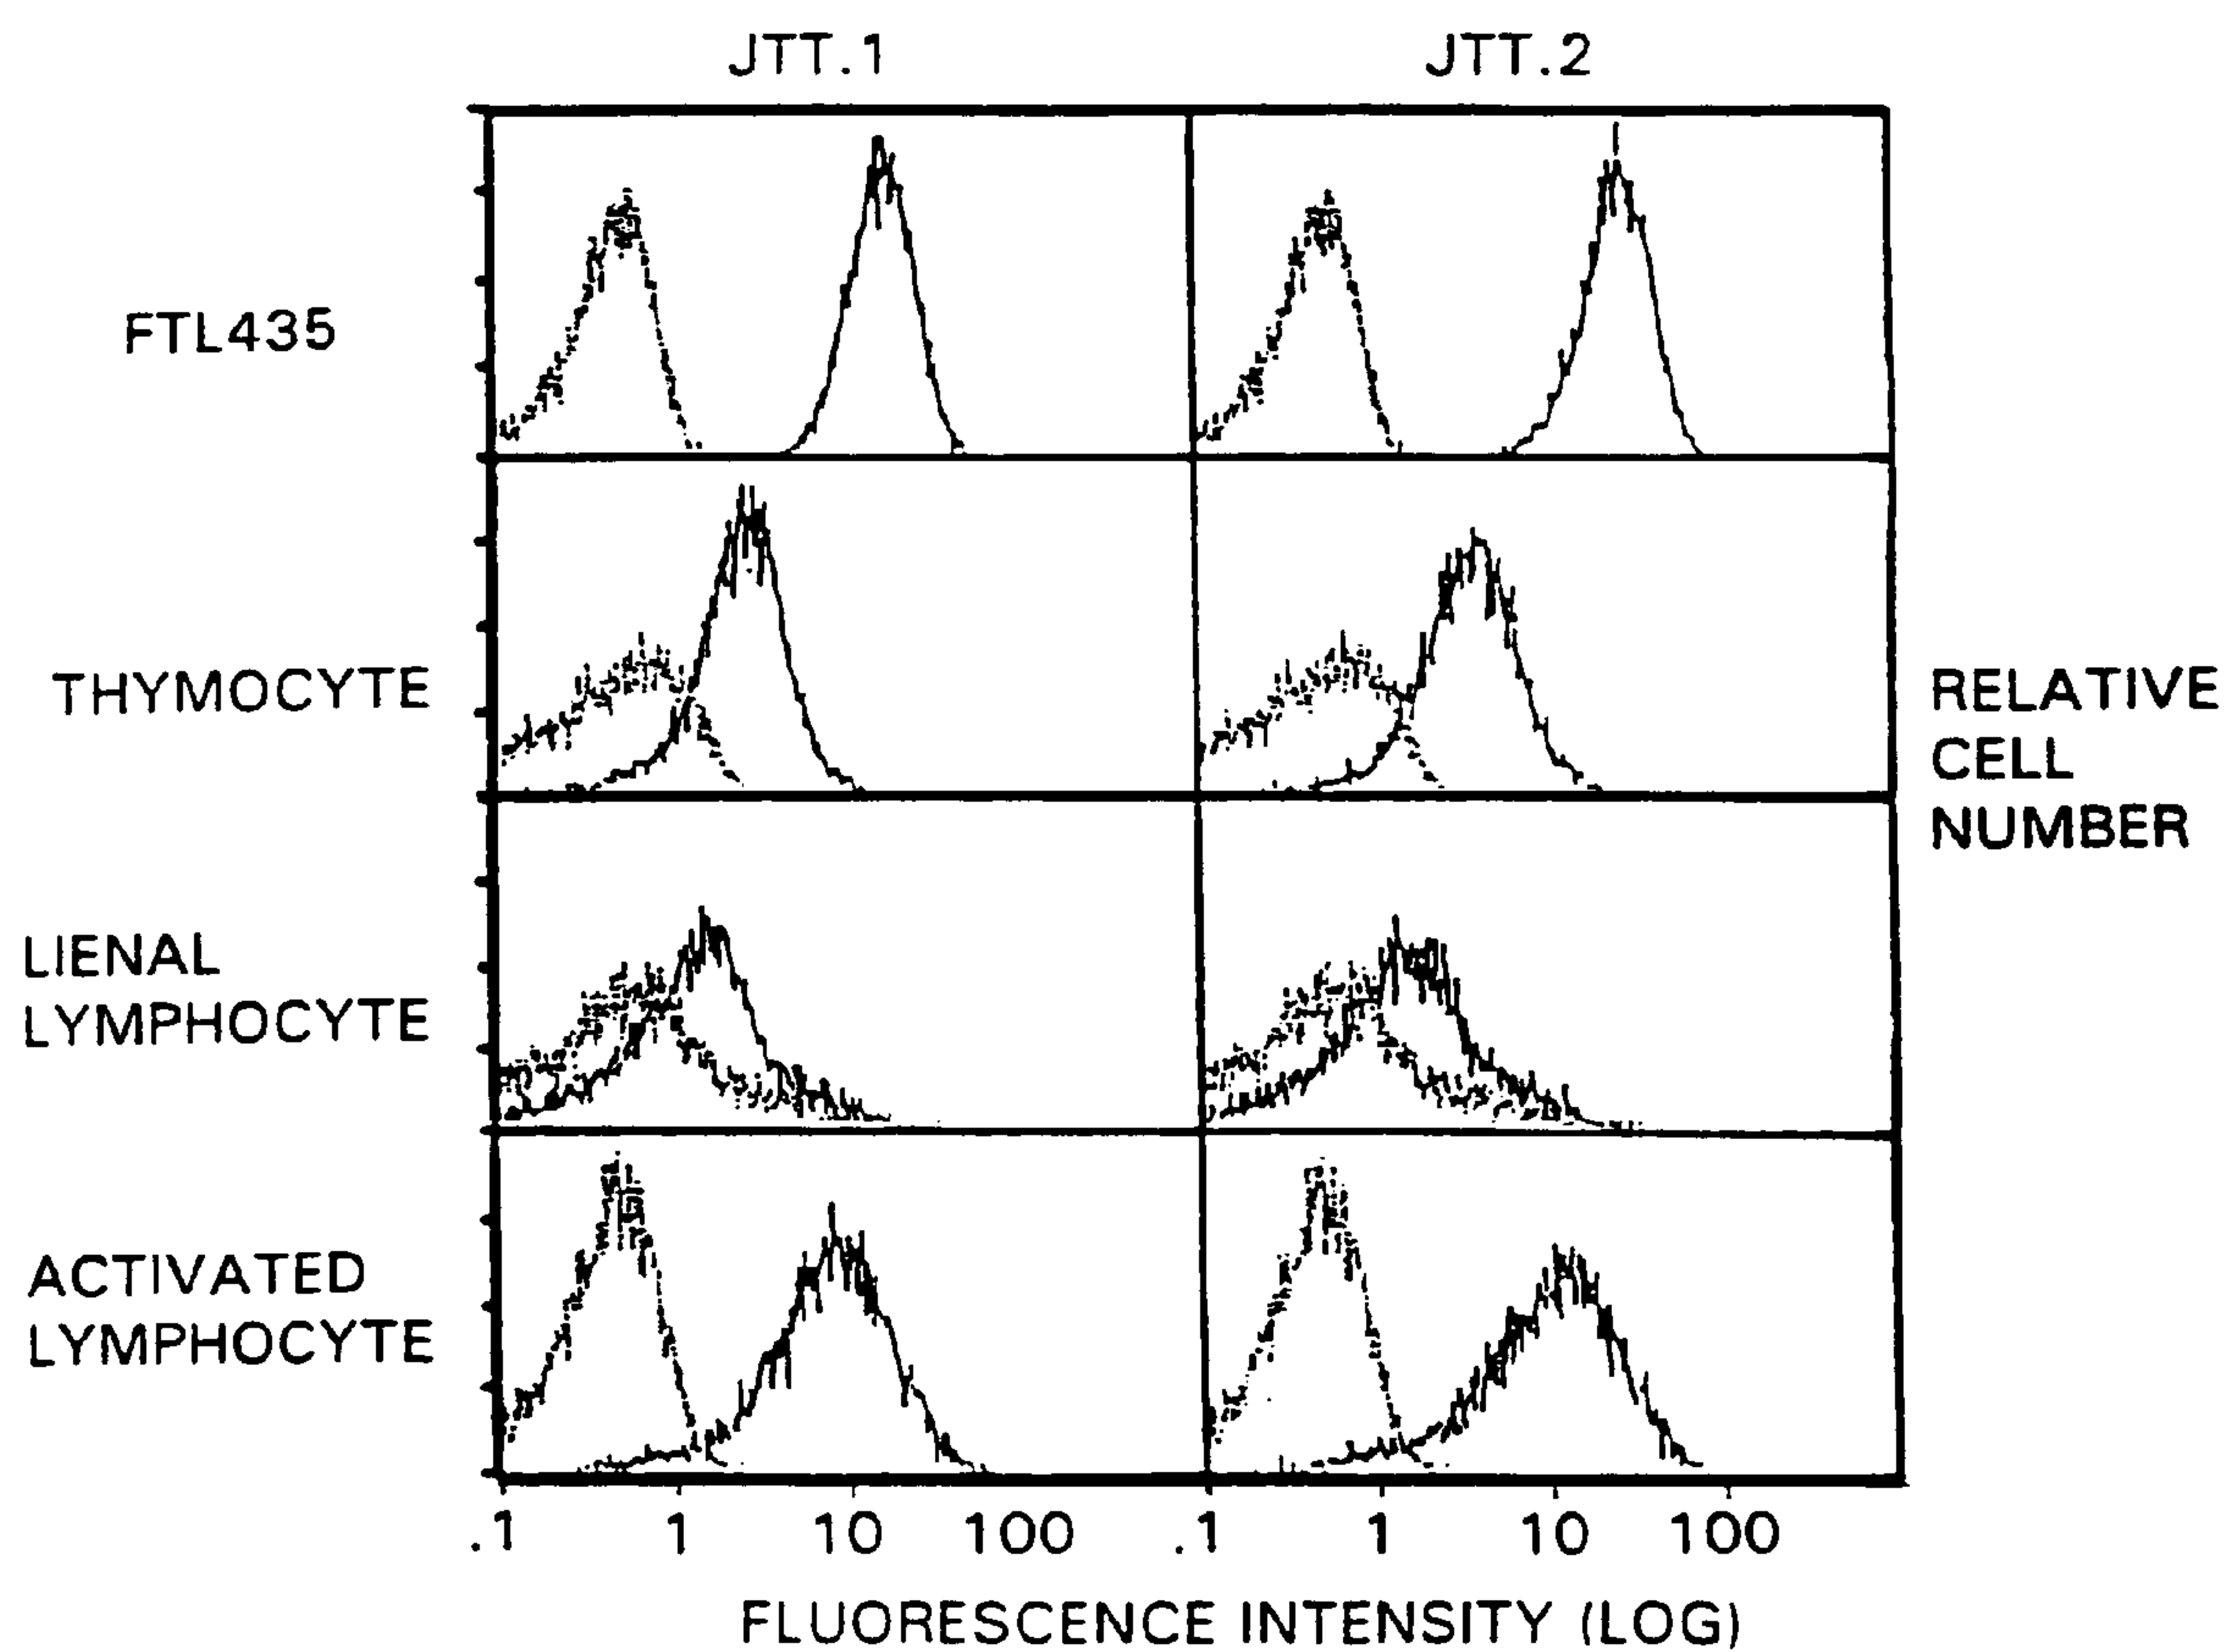 JTT.1 JTT.2
FTL435
THYMOCYTE
RELATIVE
CELL
NUMBER
LIENAL
LYMPHOCYTE
ACTIVATED
LYMPHOCYTE
.1 1 10 100 .1 1 10 100
FLUORESCENCE INTENSITY (LOG)